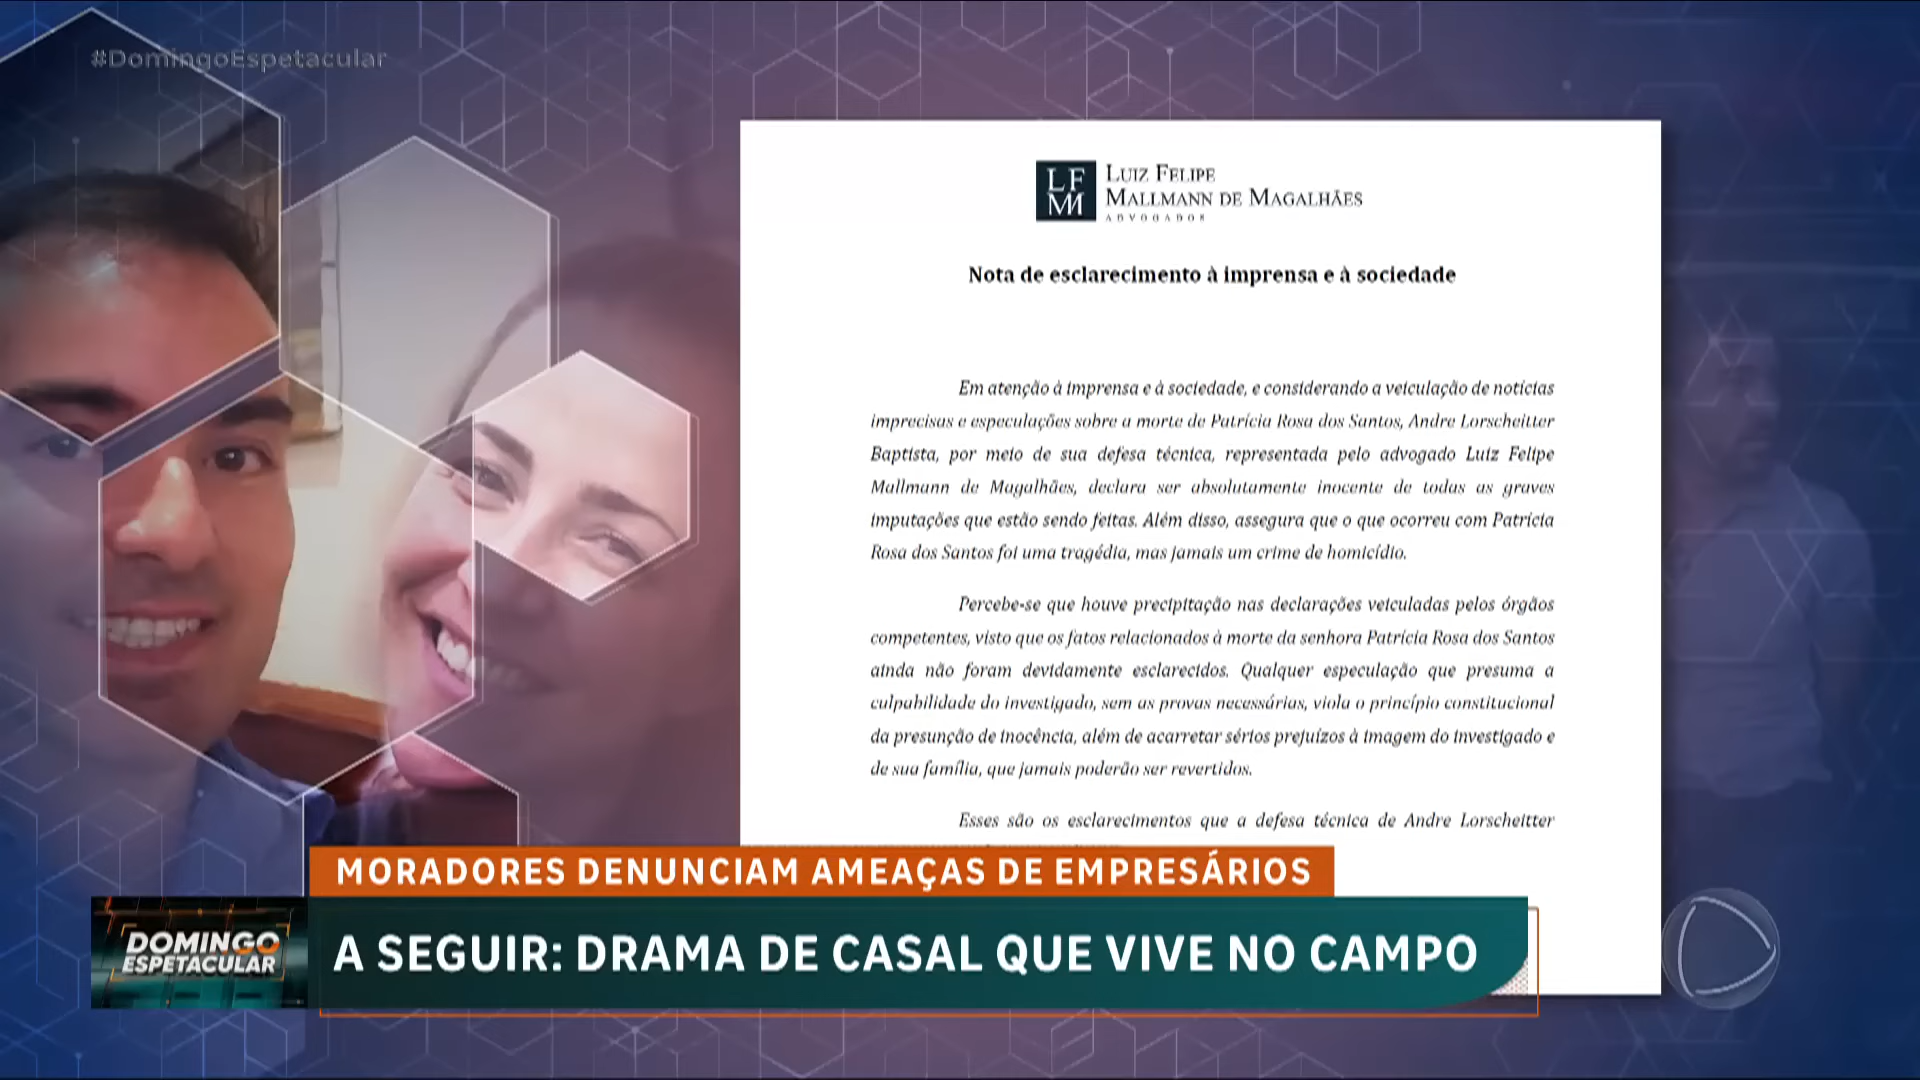 #DomingoEspetacular
LF
MM
LUIZ FELIPE
MALLMANN DE MAGALHÃES
ADVOGADOS
Nota de esclarecimento à imprensa e à sociedade
Em atenção à imprensa e à sociedade, e considerando a veiculação de notícias
imprecisas e especulações sobre a morte de Patrícia Rosa dos Santos, Andre Lorscheitter
Baptista, por meio de sua defesa técnica, representada pelo advogado Luiz Felipe
Mallmann de Magalhães, declara ser absolutamente inocente de todas as graves
imputações que estão sendo feitas. Além disso, assegura que o que ocorreu com Patrícia
Rosa dos Santos foi uma tragédia, mas jamais um crime de homicídio.
Percebe-se que houve precipitação nas declarações veiculadas pelos órgãos
competentes, visto que os fatos relacionados à morte da senhora Patrícia Rosa dos Santos
ainda não foram devidamente esclarecidos. Qualquer especulação que presuma a
culpabilidade do investigado, sem as provas necessárias, viola o princípio constitucional
da presunção de inocência, além de acarretar sérios prejuízos à imagem do investigado e
de sua família, que jamais poderão ser revertidos.
Esses são os esclarecimentos que a defesa técnica de Andre Lorscheitter
MORADORES DENUNCIAM AMEAÇAS DE EMPRESÁRIOS
DOMINGO
ESPETACULAR
A SEGUIR: DRAMA DE CASAL QUE VIVE NO CAMPO